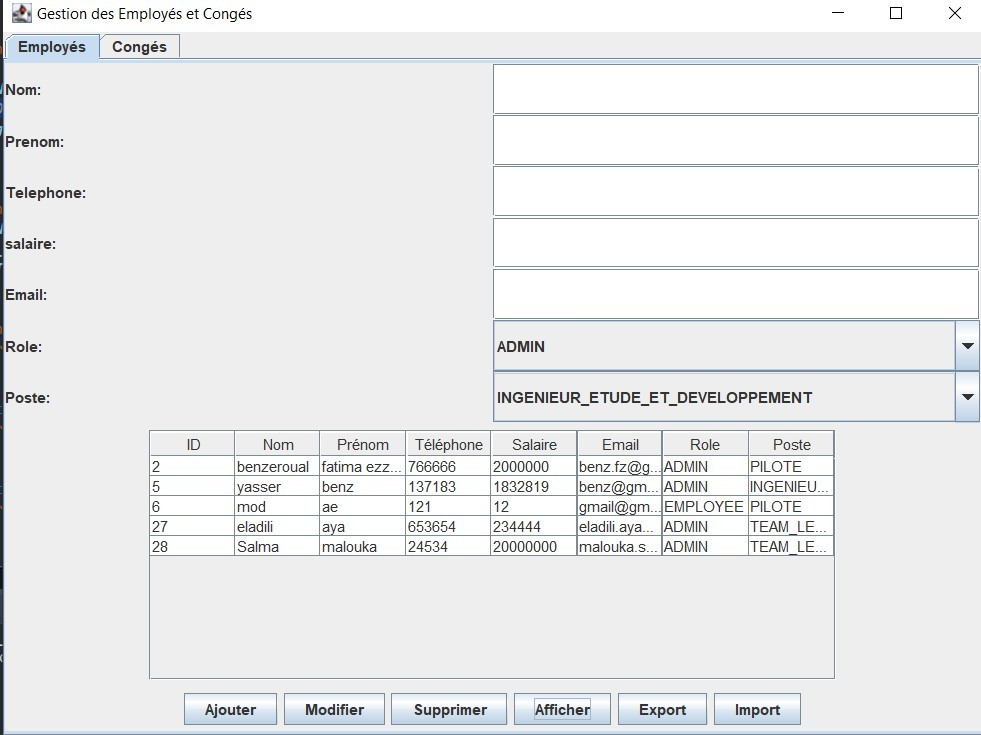 Gestion des Employés et Congés
Employés Congés
Nom:
Prenom:
Telephone:
salaire:
Email:
Role: ADMIN
Poste: INGENIEUR_ETUDE_ET_DEVELOPPEMENT
ID Nom Prénom Téléphone Salaire Email Role Poste
2 benzeroual fatima ezz... 766666 2000000 benz.fz@g... ADMIN PILOTE
5 yasser benz 137183 1832819 benz@gm... ADMIN INGENIEU...
6 mod ae 121 12 gmail@gm... EMPLOYEE PILOTE
27 eladili aya 653654 234444 eladili.aya... ADMIN TEAM_LE...
28 Salma malouka 24534 20000000 malouka.s... ADMIN TEAM_LE...
Ajouter Modifier Supprimer Afficher Export Import